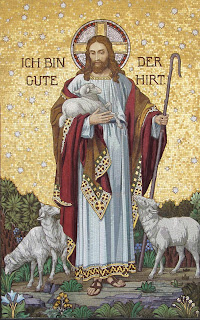 ICH BIN DER
GUTE HIRT